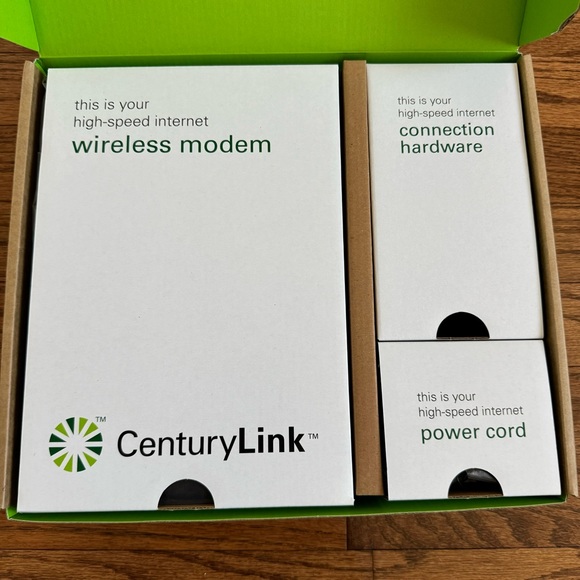 this is your
high-speed internet
wireless modem
TM
CenturyLink™
this is your
high-speed internet
connection
hardware
this is your
high-speed internet
power cord